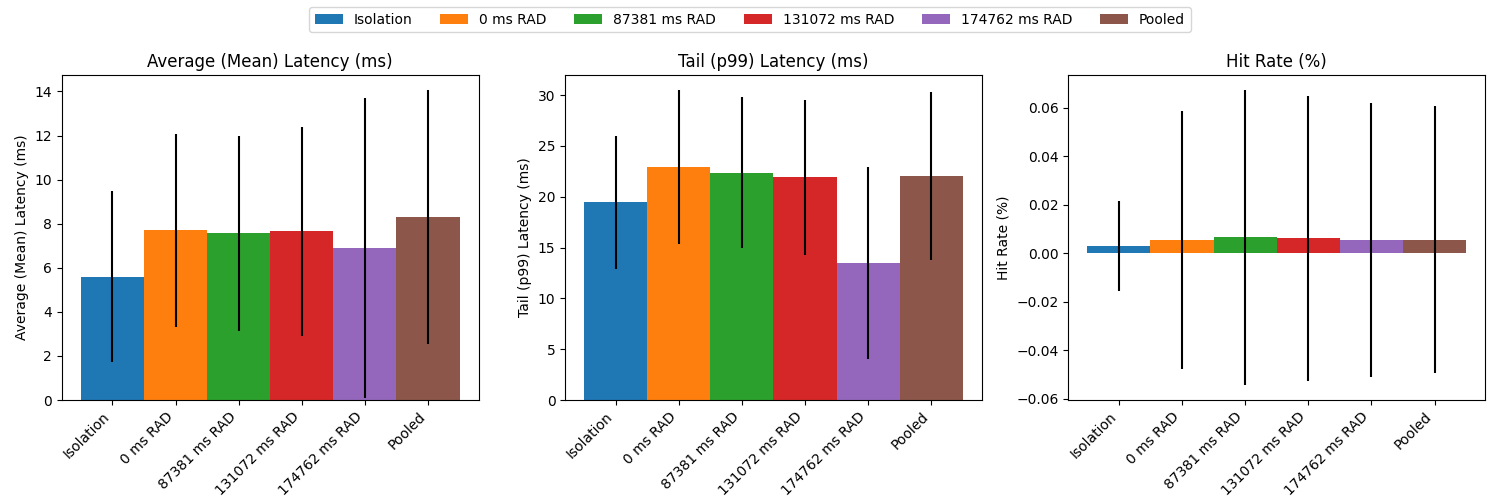 Isolation 0 ms RAD 87381 ms RAD 131072 ms RAD 174762 ms RAD Pooled
Average (Mean) Latency (ms)
Average (Mean) Latency (ms)
14
12
10
8
6
4
2
0
Isolation
0 ms RAD
87381 ms RAD
131072 ms RAD
174762 ms RAD
Pooled
Tail (p99) Latency (ms)
Tail (p99) Latency (ms)
30
25
20
15
10
5
0
Isolation
0 ms RAD
87381 ms RAD
131072 ms RAD
174762 ms RAD
Pooled
Hit Rate (%)
Hit Rate (%)
0.06
0.04
0.02
0.00
−0.02
−0.04
−0.06
Isolation
0 ms RAD
87381 ms RAD
131072 ms RAD
174762 ms RAD
Pooled